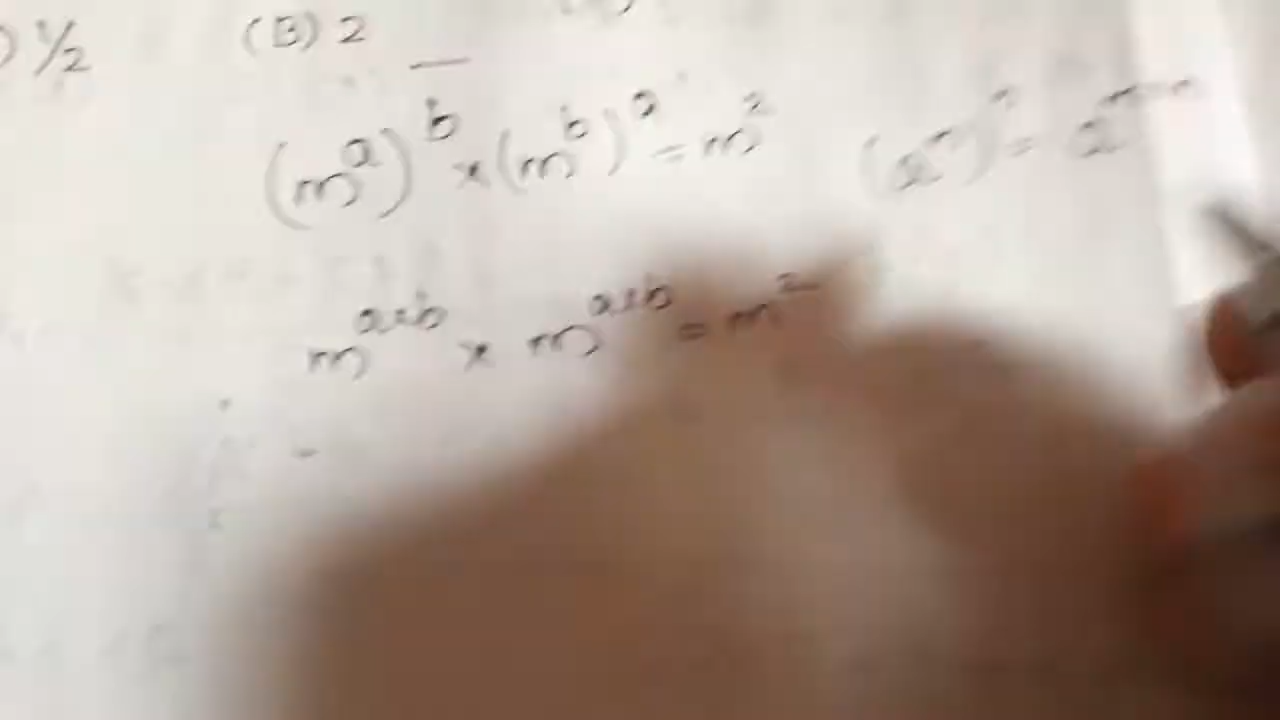 ) 1/2 (B) 2
(m^a)^b × (m^b)^a = m^2 (a^m)^n = a^{m×n}
m^{a×b} × m^{a×b} = m^2